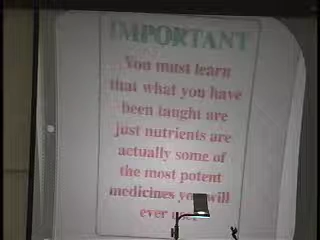 IMPORTANT
You must learn
that what you have
been taught are
just nutrients are
actually some of
the most potent
medicines you will
ever